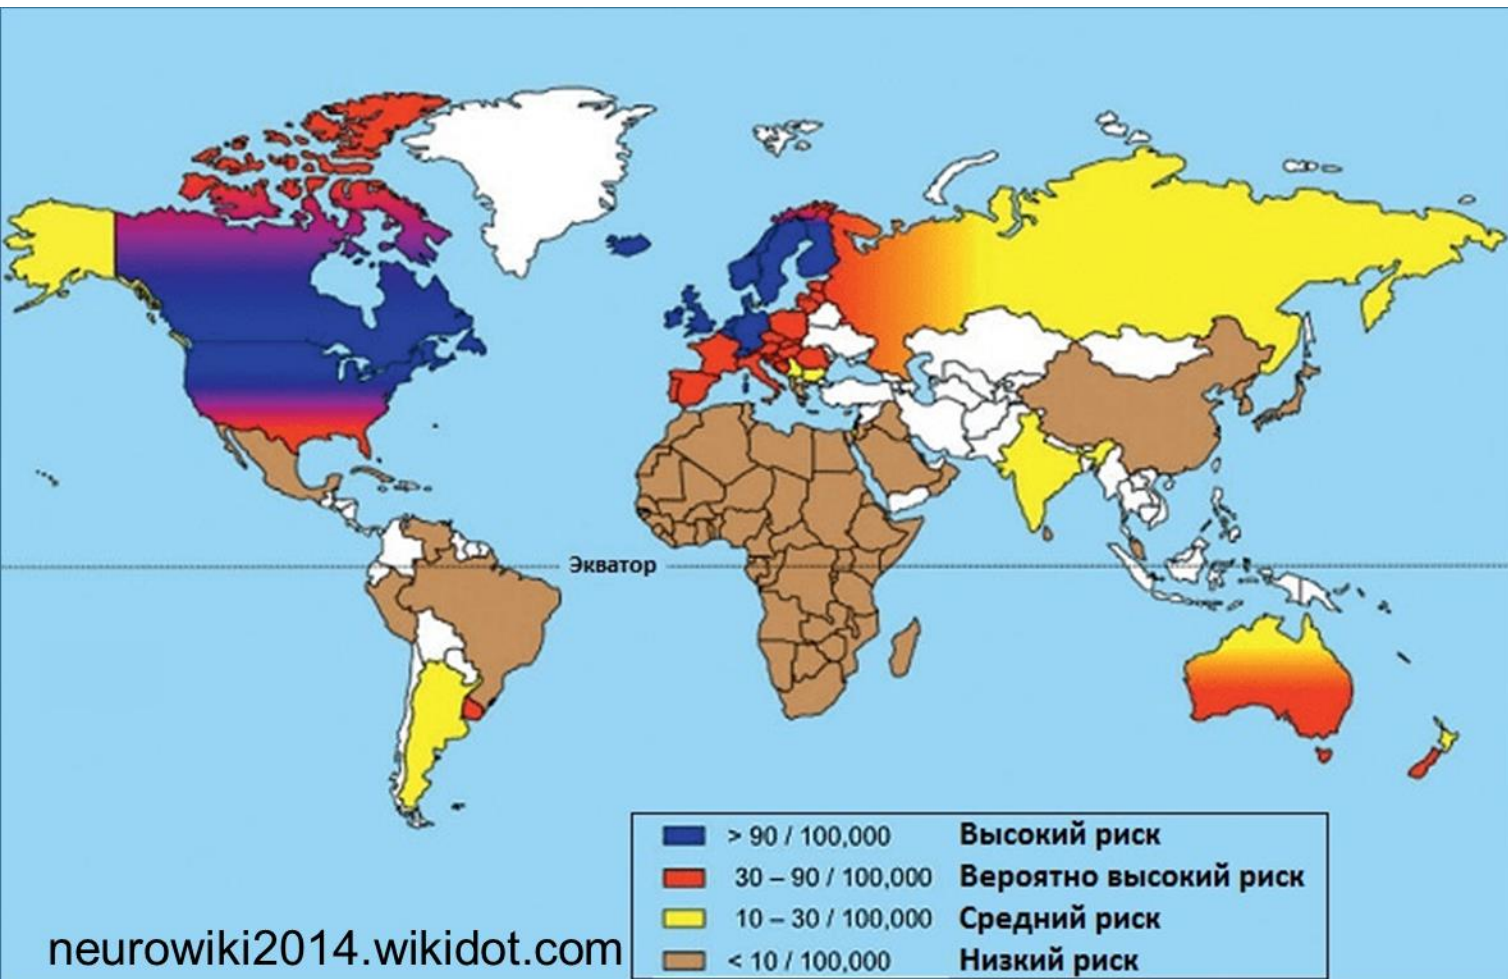 Экватор
> 90 / 100,000 Высокий риск
30 – 90 / 100,000 Вероятно высокий риск
10 – 30 / 100,000 Средний риск
< 10 / 100,000 Низкий риск
neurowiki2014.wikidot.com